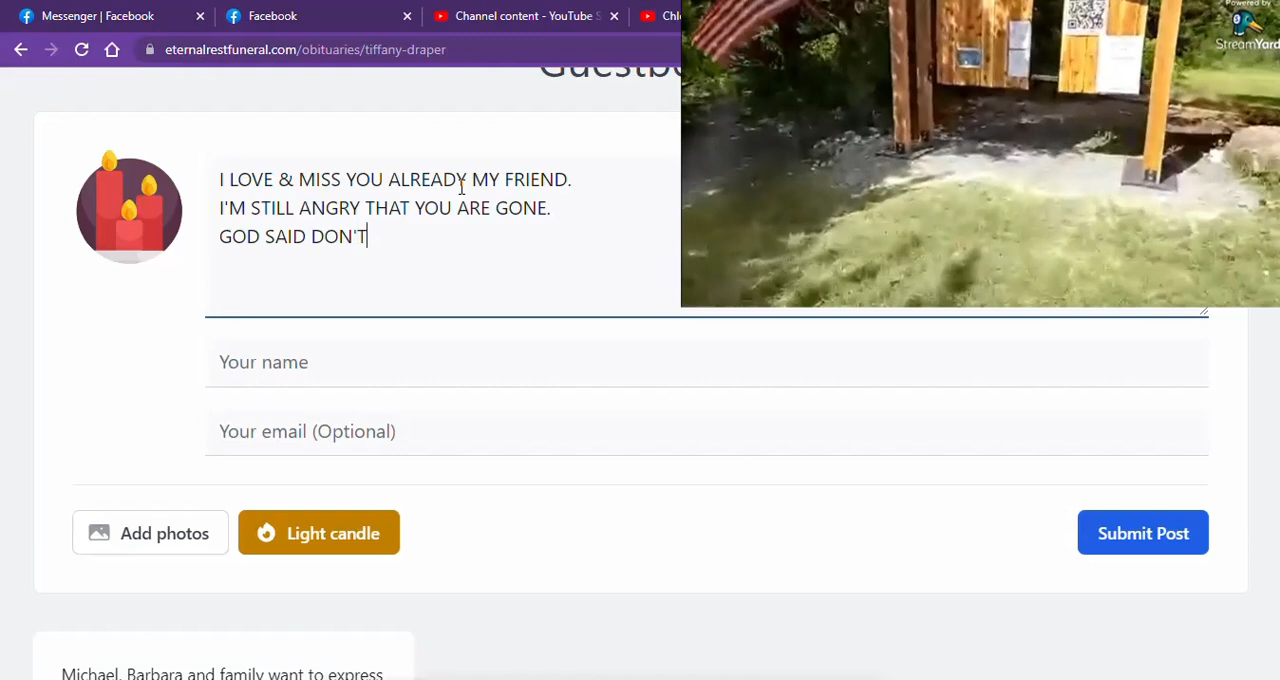 Messenger | Facebook
Facebook
Channel content - YouTube S
Chl
eternalrestfuneral.com/obituaries/tiffany-draper
Powered by
StreamYard
I LOVE & MISS YOU ALREADY MY FRIEND.
I'M STILL ANGRY THAT YOU ARE GONE.
GOD SAID DON'T
Your name
Your email (Optional)
Add photos
Light candle
Submit Post
Michael, Barbara and family want to express